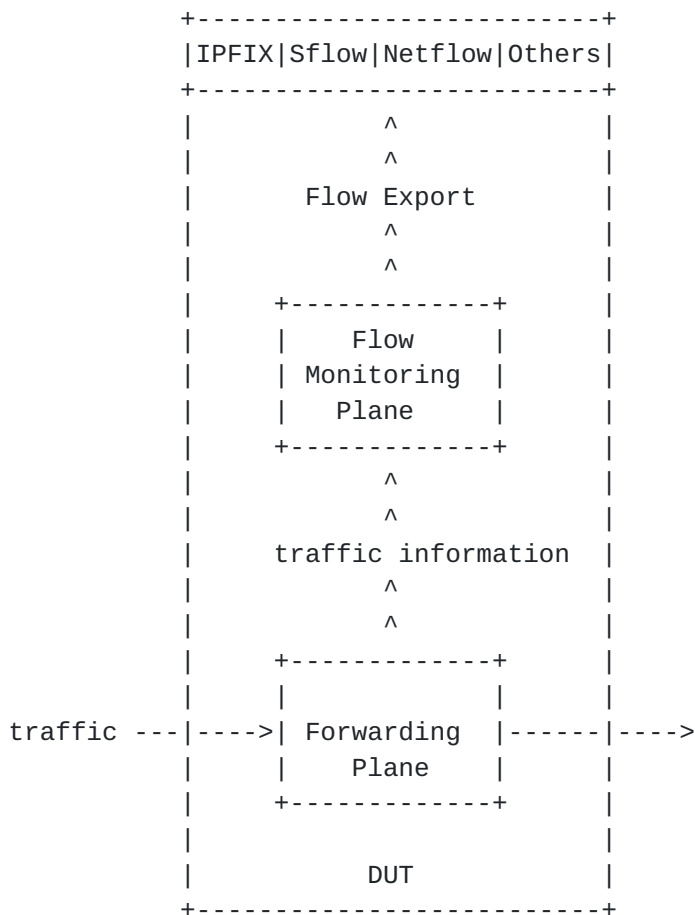 |IPFIX|Sflow|Netflow|Others|
Flow Export
Flow
Monitoring
Plane
traffic information
traffic
Forwarding
Plane
DUT